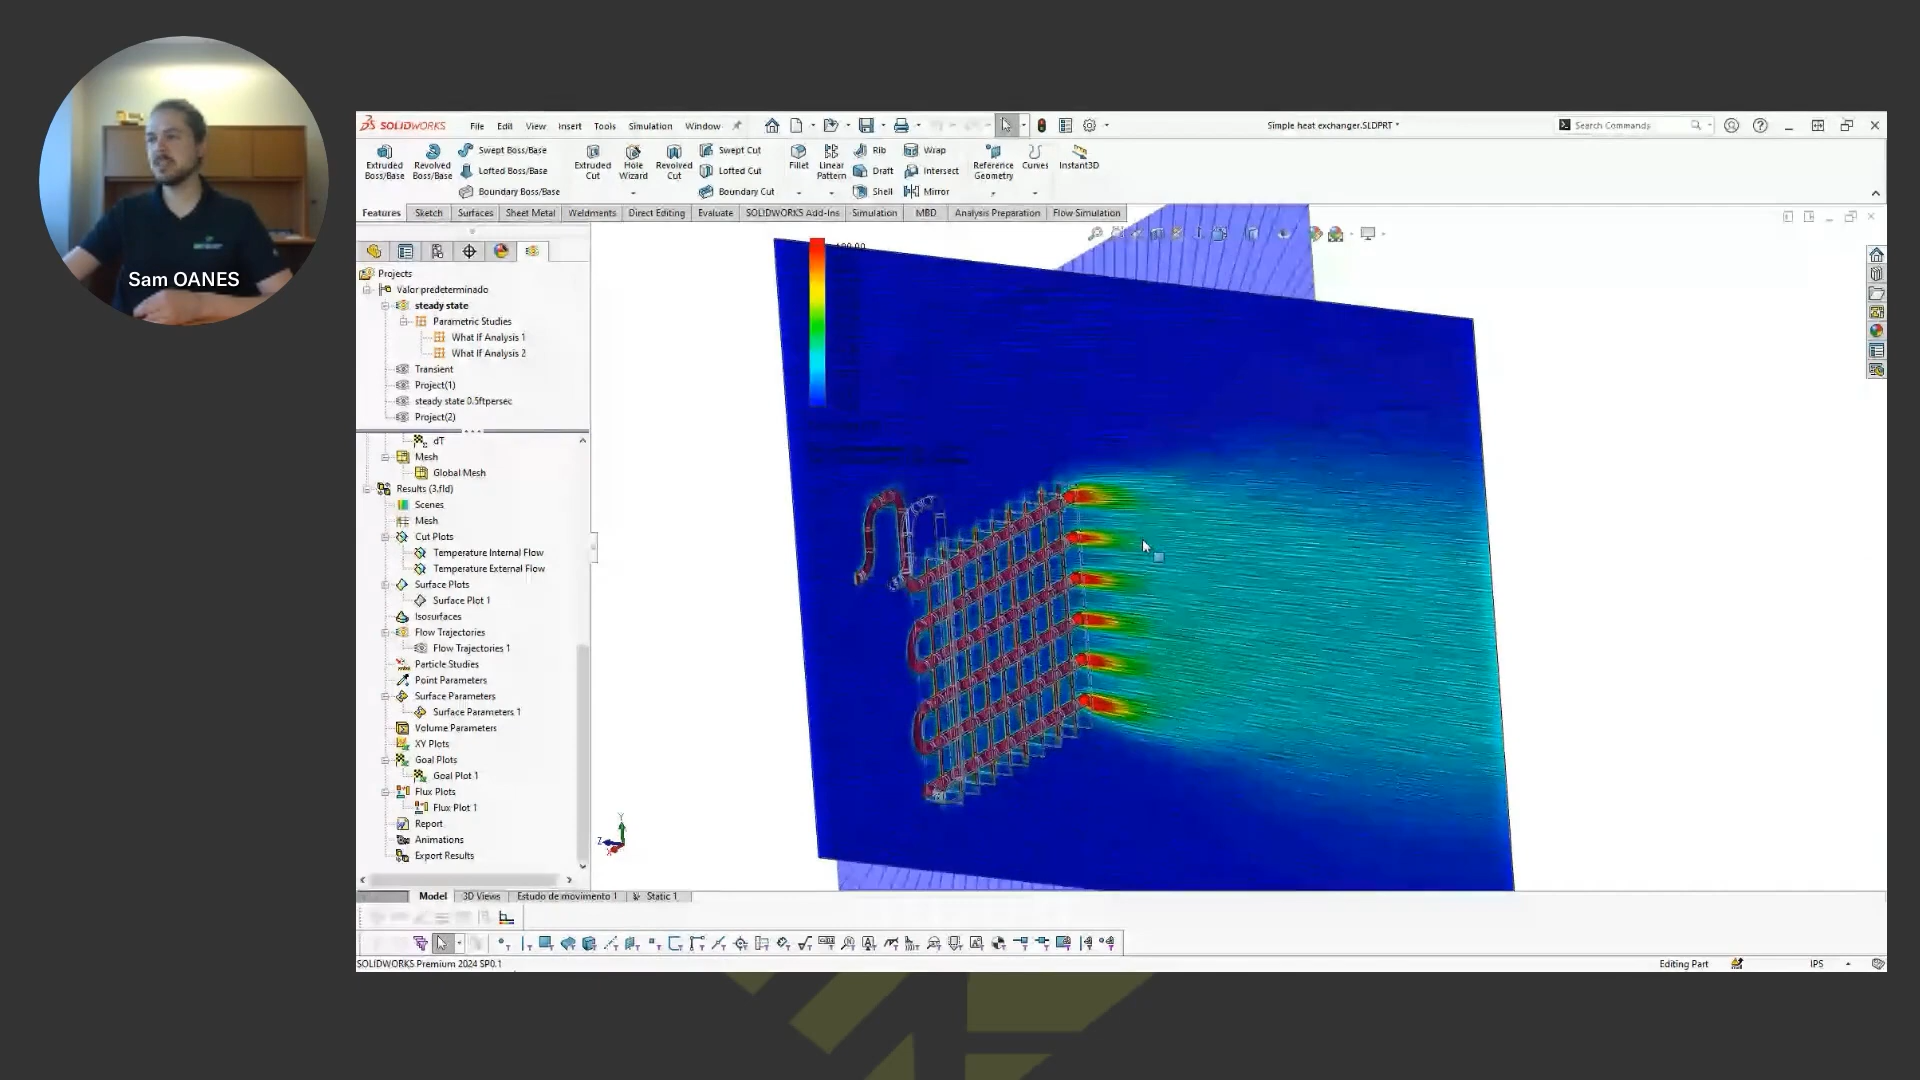 Sam OANES
SOLIDWORKS
File Edit View Insert Tools Simulation Window
Simple heat exchanger.SLDPRT *
Search Commands
Extruded Boss/Base
Revolved Boss/Base
Swept Boss/Base
Lofted Boss/Base
Boundary Boss/Base
Extruded Cut
Hole Wizard
Revolved Cut
Swept Cut
Lofted Cut
Boundary Cut
Fillet
Linear Pattern
Rib
Draft
Shell
Wrap
Intersect
Mirror
Reference Geometry
Curves
Instant3D
Features Sketch Surfaces Sheet Metal Weldments Direct Editing Evaluate SOLIDWORKS Add-Ins Simulation MBD Analysis Preparation Flow Simulation
Projects
Valor predeterminado
steady state
Parametric Studies
What If Analysis 1
What If Analysis 2
Transient
Project(1)
steady state 0.5ftpersec
Project(2)
dT
Mesh
Global Mesh
Results (3.fld)
Scenes
Mesh
Cut Plots
Temperature Internal Flow
Temperature External Flow
Surface Plots
Surface Plot 1
Isosurfaces
Flow Trajectories
Flow Trajectories 1
Particle Studies
Point Parameters
Surface Parameters
Surface Parameters 1
Volume Parameters
XY Plots
Goal Plots
Goal Plot 1
Flux Plots
Flux Plot 1
Report
Animations
Export Results
Y
Z
X
Model 3D Views Estudo de movimento 1 Static 1
SOLIDWORKS Premium 2024 SP0.1
Editing Part
IPS